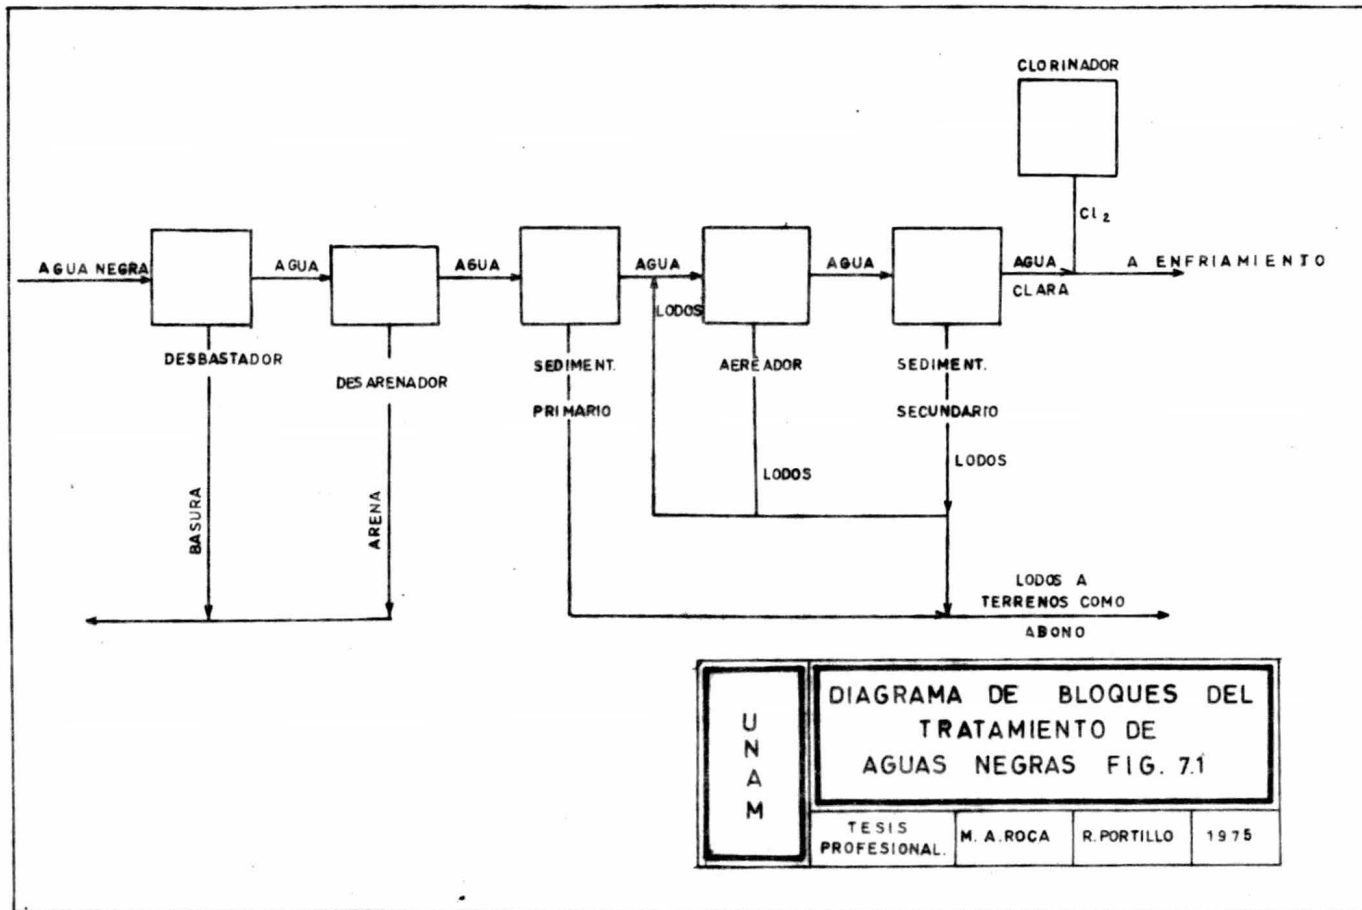 CLORINADOR
Cl2
AGUA NEGRA
AGUA
AGUA
AGUA
AGUA
AGUA
CLARA
A ENFRIAMIENTO
LODOS
DESBASTADOR
DESARENADOR
SEDIMENT.
PRIMARIO
AEREADOR
SEDIMENT.
SECUNDARIO
LODOS
LODOS
BASURA
ARENA
LODOS A
TERRENOS COMO
ABONO
UNAM
DIAGRAMA DE BLOQUES DEL
TRATAMIENTO DE
AGUAS NEGRAS FIG. 7.1
TESIS
PROFESIONAL.
M. A. ROCA
R. PORTILLO
1975